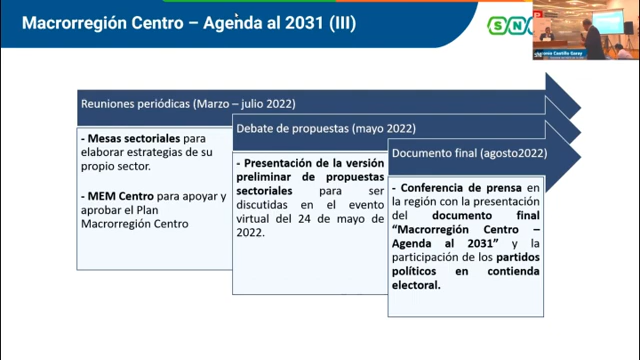 Macrorregión Centro – Agenda al 2031 (III)
SN
Reuniones periódicas (Marzo – julio 2022)
- Mesas sectoriales para
elaborar estrategias de su
propio sector.
- MEM Centro para apoyar y
aprobar el Plan
Macrorregión Centro
Debate de propuestas (mayo 2022)
- Presentación de la versión
preliminar de propuestas
sectoriales para ser
discutidas en el evento
virtual del 24 de mayo de
2022.
Documento final (agosto2022)
- Conferencia de prensa en
la región con la presentación
del documento final
“Macrorregión Centro –
Agenda al 2031” y la
participación de los partidos
políticos en contienda
electoral.
Castillo Garay